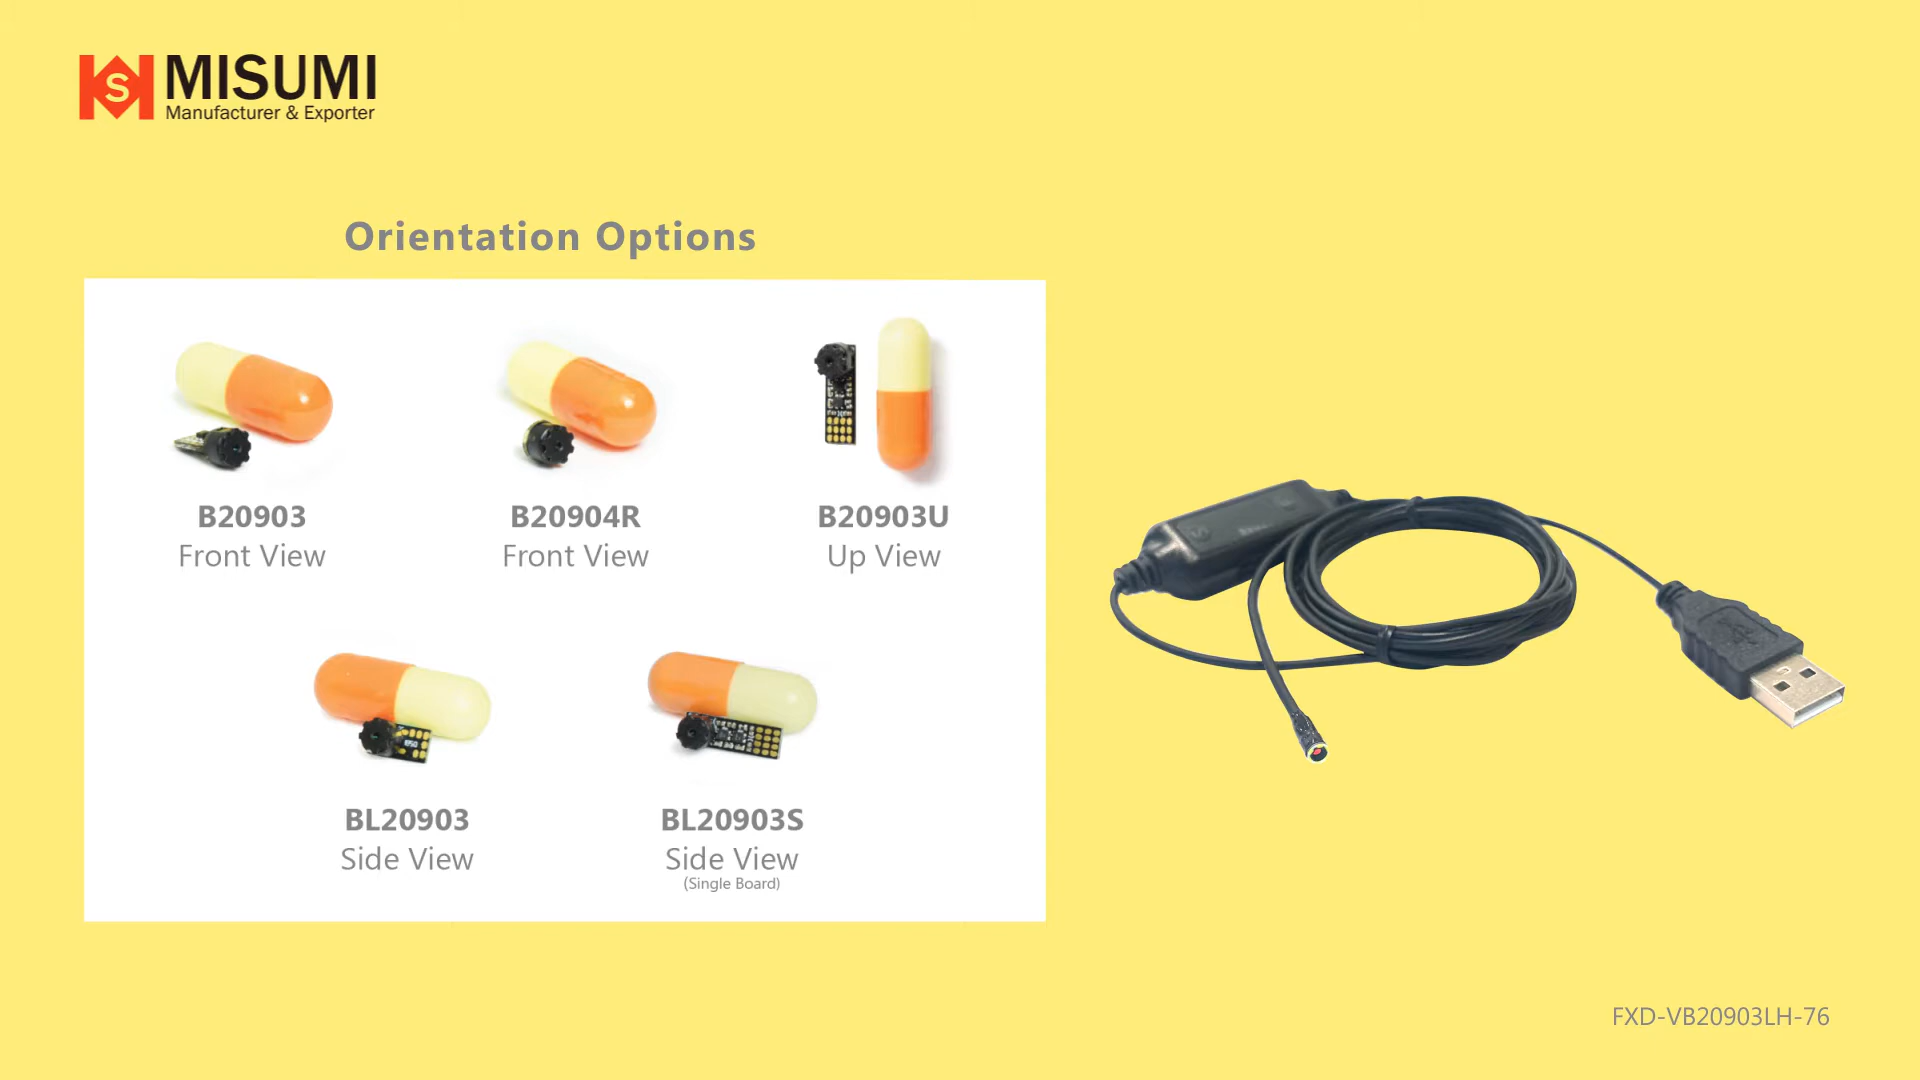 S
MISUMI
Manufacturer & Exporter
Orientation Options
B20903
Front View
B20904R
Front View
B20903U
Up View
BL20903
Side View
BL20903S
Side View
(Single Board)
FXD-VB20903LH-76